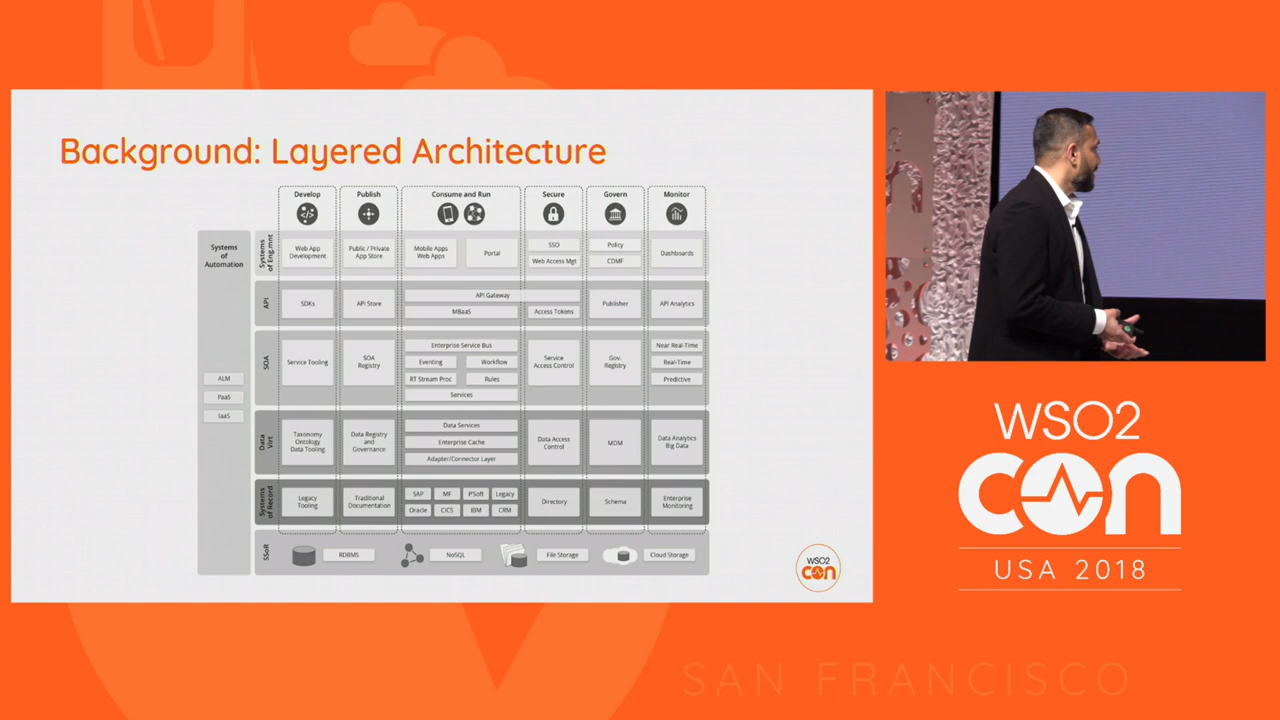 Background: Layered Architecture
Develop
Publish
Consume and Run
Secure
Govern
Monitor
Systems
of
Automation
ALM
PaaS
IaaS
Systems
of Eng.mnt
Web App
Development
Public / Private
App Store
Mobile Apps
Web Apps
Portal
SSO
Web Access Mgt
Policy
CDMF
Dashboards
API
SDKs
API Store
API Gateway
MBaaS
Access Tokens
Publisher
API Analytics
SOA
Service Tooling
SOA
Registry
Enterprise Service Bus
Eventing
Workflow
RT Stream Proc
Rules
Services
Service
Access Control
Gov.
Registry
Near Real-Time
Real-Time
Predictive
Data
Virt
Taxonomy
Ontology
Data Tooling
Data Registry
and
Governance
Data Services
Enterprise Cache
Adapter/Connector Layer
Data Access
Control
MDM
Data Analytics
Big Data
Systems
of Record
Legacy
Tooling
Traditional
Documentation
SAP
MF
P'Soft
Legacy
Oracle
CICS
IBM
CRM
Directory
Schema
Enterprise
Monitoring
SSoR
RDBMS
NoSQL
File Storage
Cloud Storage
WSO2
CON
WSO2
CON
USA 2018
SAN FRANCISCO